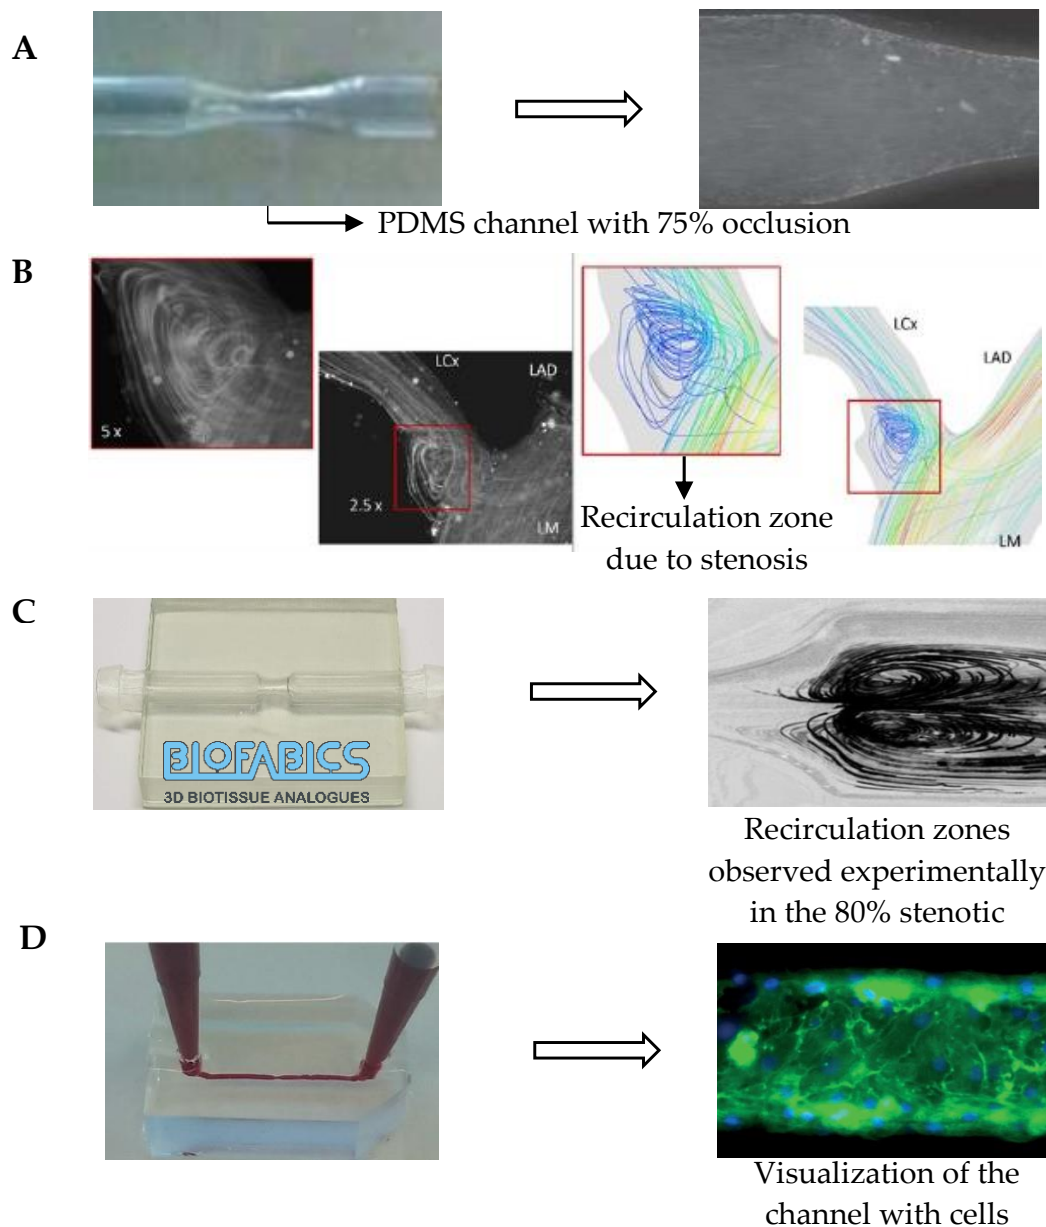 A
PDMS channel with 75% occlusion
B
5 x
LCx
LAD
2.5 x
LM
Recirculation zone
due to stenosis
LCx
LAD
LM
C
BIOFABICS
3D BIOTISSUE ANALOGUES
Recirculation zones
observed experimentally
in the 80% stenotic
D
Visualization of the
channel with cells